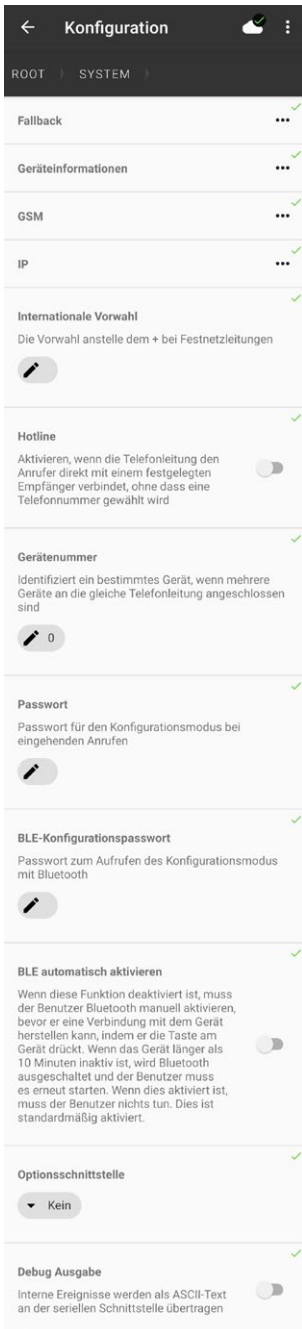 Konfiguration
ROOT SYSTEM
Fallback
Geräteinformationen
GSM
IP
Internationale Vorwahl
Die Vorwahl anstelle dem + bei Festnetzleitungen
Hotline
Aktivieren, wenn die Telefonleitung den
Anrufer direkt mit einem festgelegten
Empfänger verbindet, ohne dass eine
Telefonnummer gewählt wird
Gerätenummer
Identifiziert ein bestimmtes Gerät, wenn mehrere
Geräte an die gleiche Telefonleitung angeschlossen
sind
0
Passwort
Passwort für den Konfigurationsmodus bei
eingehenden Anrufen
BLE-Konfigurationspasswort
Passwort zum Aufrufen des Konfigurationsmodus
mit Bluetooth
BLE automatisch aktivieren
Wenn diese Funktion deaktiviert ist, muss
der Benutzer Bluetooth manuell aktivieren,
bevor er eine Verbindung mit dem Gerät
herstellen kann, indem er die Taste am
Gerät drückt. Wenn das Gerät länger als
10 Minuten inaktiv ist, wird Bluetooth
ausgeschaltet und der Benutzer muss
es erneut starten. Wenn dies aktiviert ist,
muss der Benutzer nichts tun. Dies ist
standardmäßig aktiviert.
Optionsschnittstelle
Kein
Debug Ausgabe
Interne Ereignisse werden als ASCII-Text
an der seriellen Schnittstelle übertragen